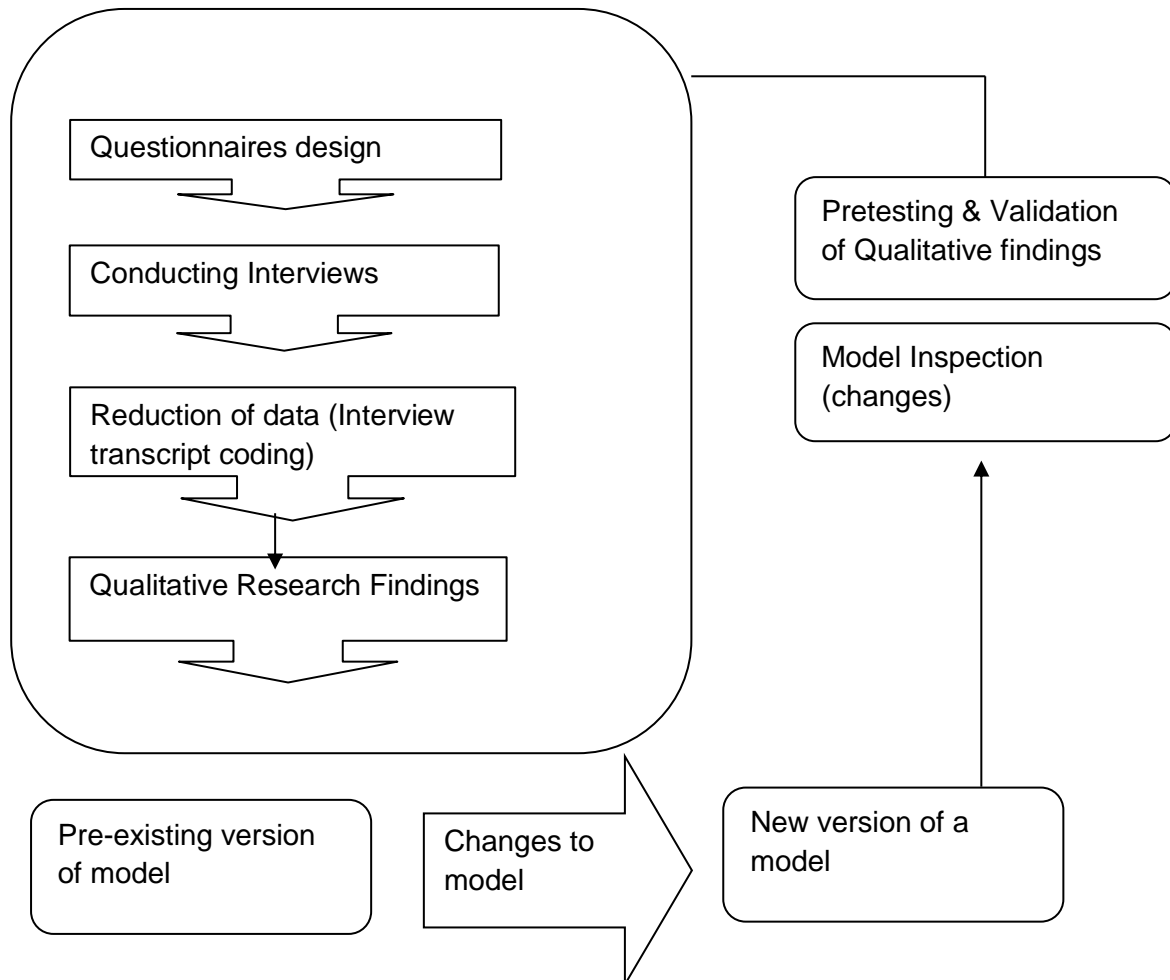 Questionnaires design
Conducting Interviews
Reduction of data (Interview
transcript coding)
Qualitative Research Findings
Pretesting & Validation
of Qualitative findings
Model Inspection
(changes)
Pre-existing version
of model
Changes to
model
New version of a
model